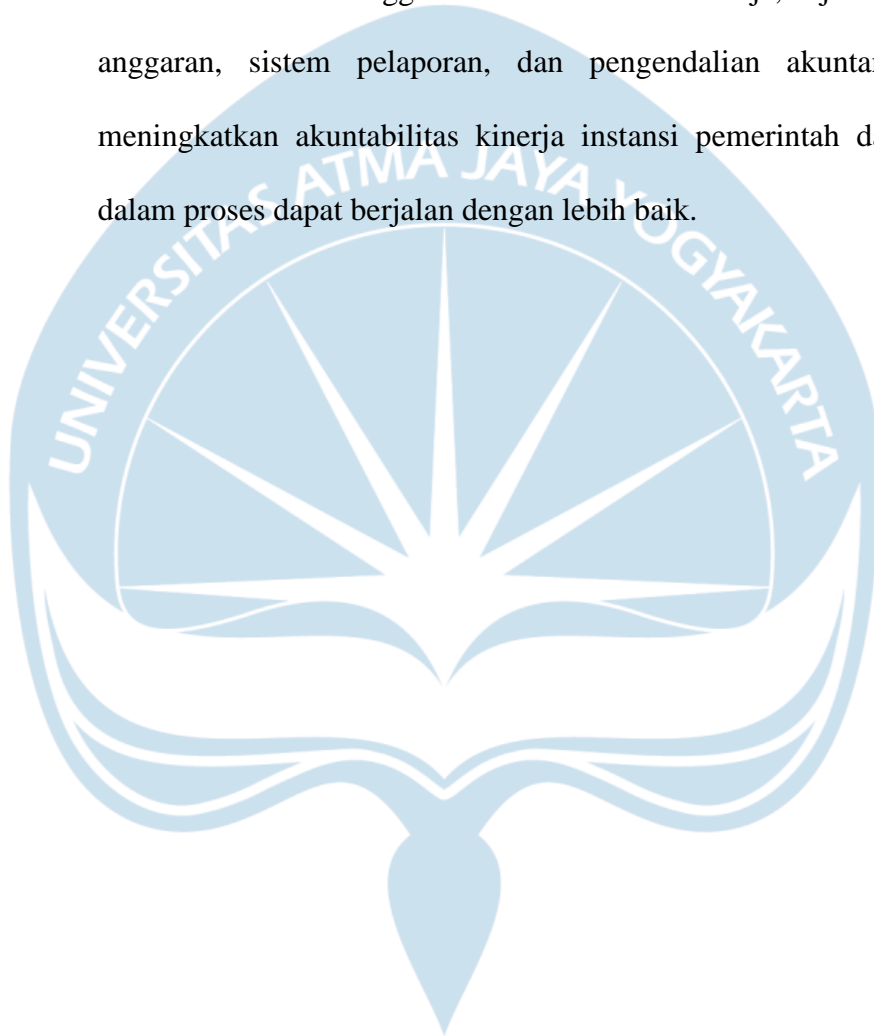 anggaran, sistem pelaporan, dan pengendalian
meningkatkan akuntabilitas kinerja instansi pemerintah da
dalam proses dapat berjalan dengan lebih baik.
UNIVERSITAS ATMA JAYA YOGYAKARTA